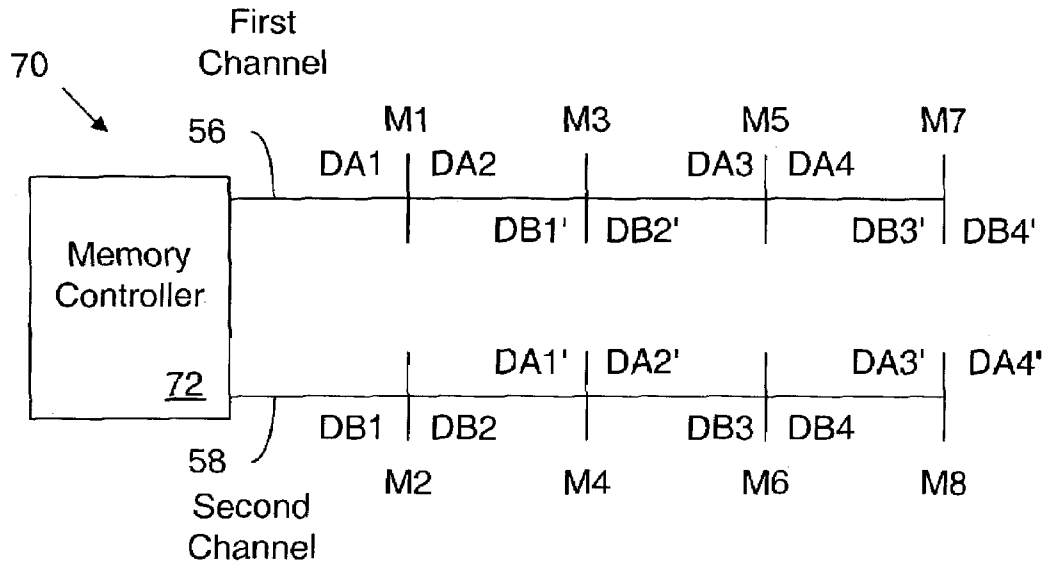 First
Channel
70
56
M1 M3 M5 M7
DA1 DA2 DA3 DA4
DB1' DB2' DB3' DB4'
Memory
Controller
72
DA1' DA2' DA3' DA4'
DB1 DB2 DB3 DB4
58
M2 M4 M6 M8
Second
Channel